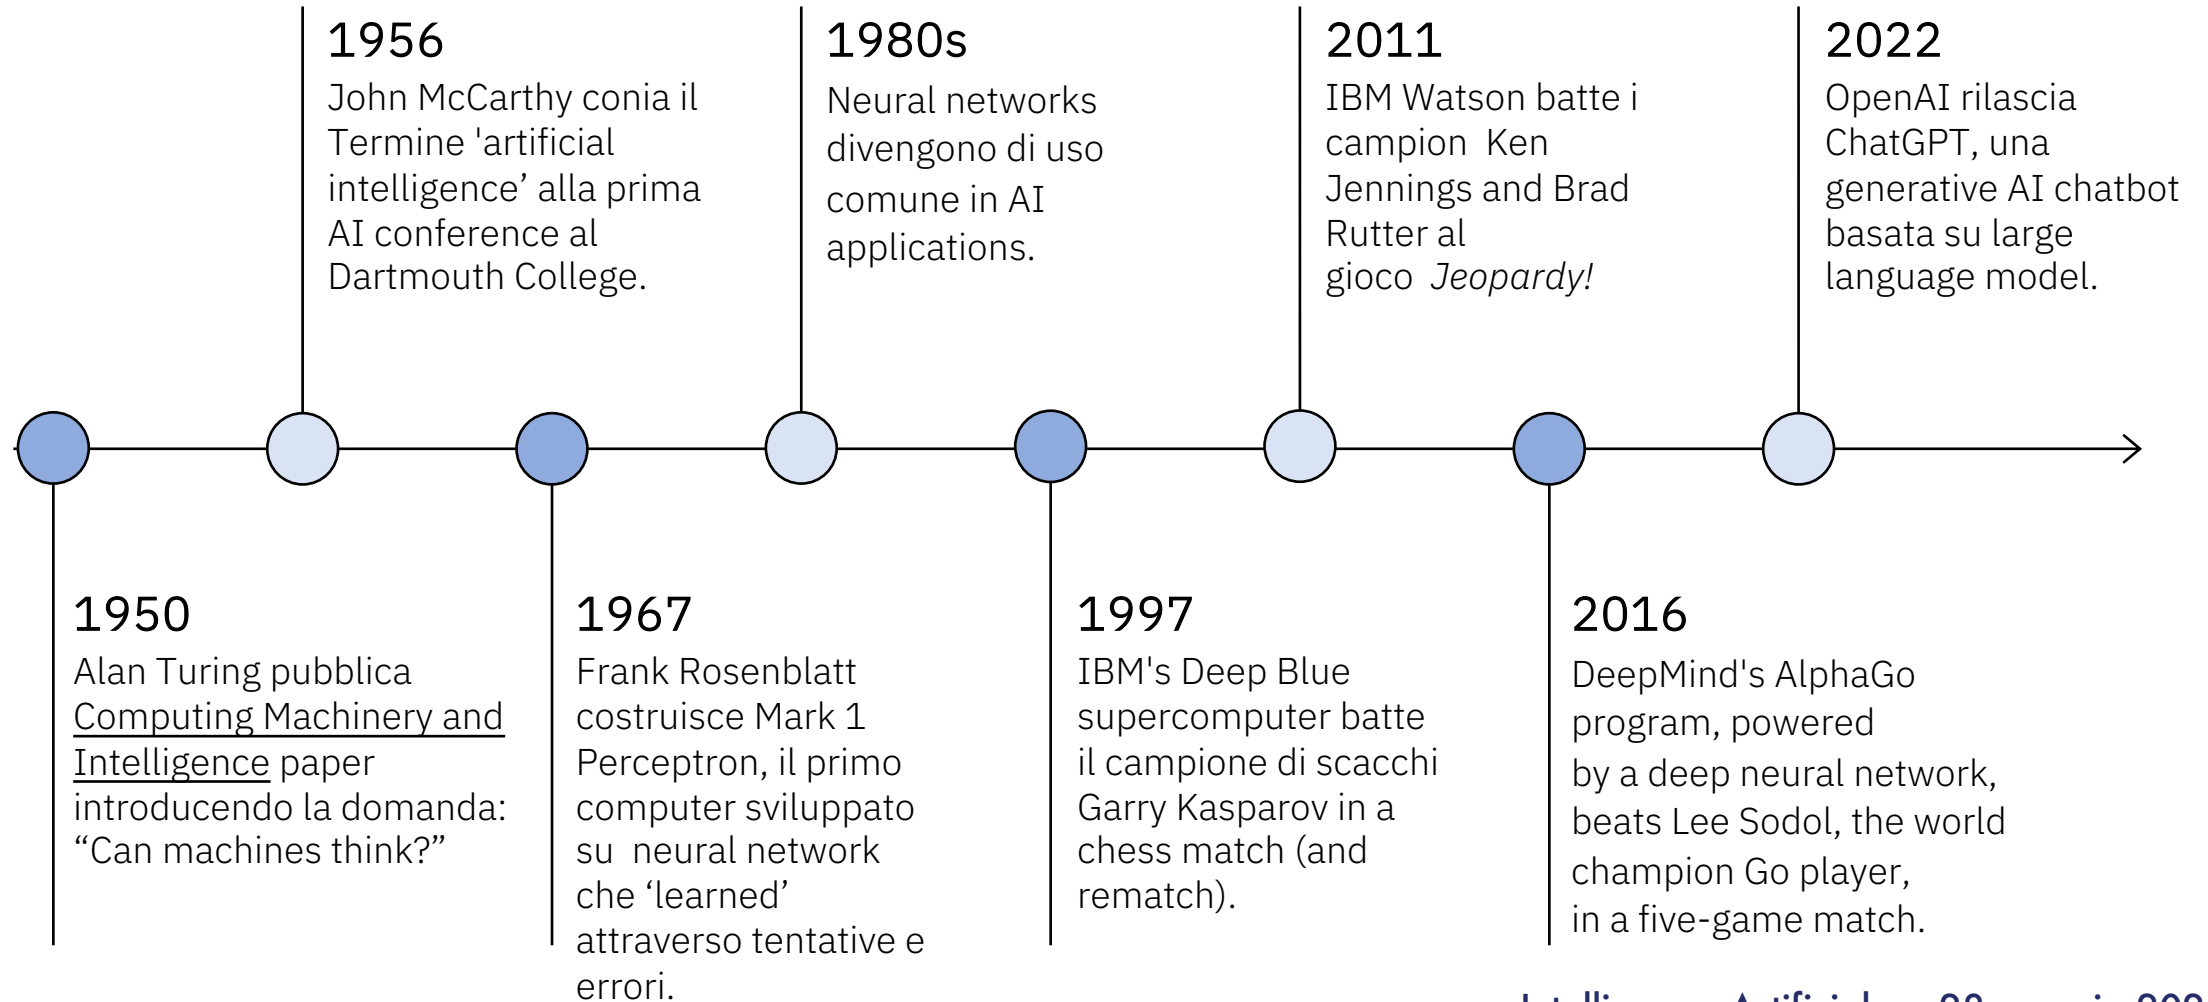 1956
John McCarthy conia il
Termine 'artificial
intelligence’ alla prima
AI conference al
Dartmouth College.
1980s
Neural networks
divengono di uso
comune in AI
applications.
2011
IBM Watson batte i
campion  Ken
Jennings and Brad
Rutter al
gioco  Jeopardy!
2022
OpenAI rilascia
ChatGPT, una
generative AI chatbot
basata su large
language model.
1950
Alan Turing pubblica
Computing Machinery and
Intelligence paper
introducendo la domanda:
“Can machines think?”
1967
Frank Rosenblatt
costruisce Mark 1
Perceptron, il primo
computer sviluppato
su  neural network
che ‘learned’
attraverso tentative e
errori.
1997
IBM's Deep Blue
supercomputer batte
il campione di scacchi
Garry Kasparov in a
chess match (and
rematch).
2016
DeepMind's AlphaGo
program, powered
by a deep neural network,
beats Lee Sodol, the world
champion Go player,
in a five-game match.